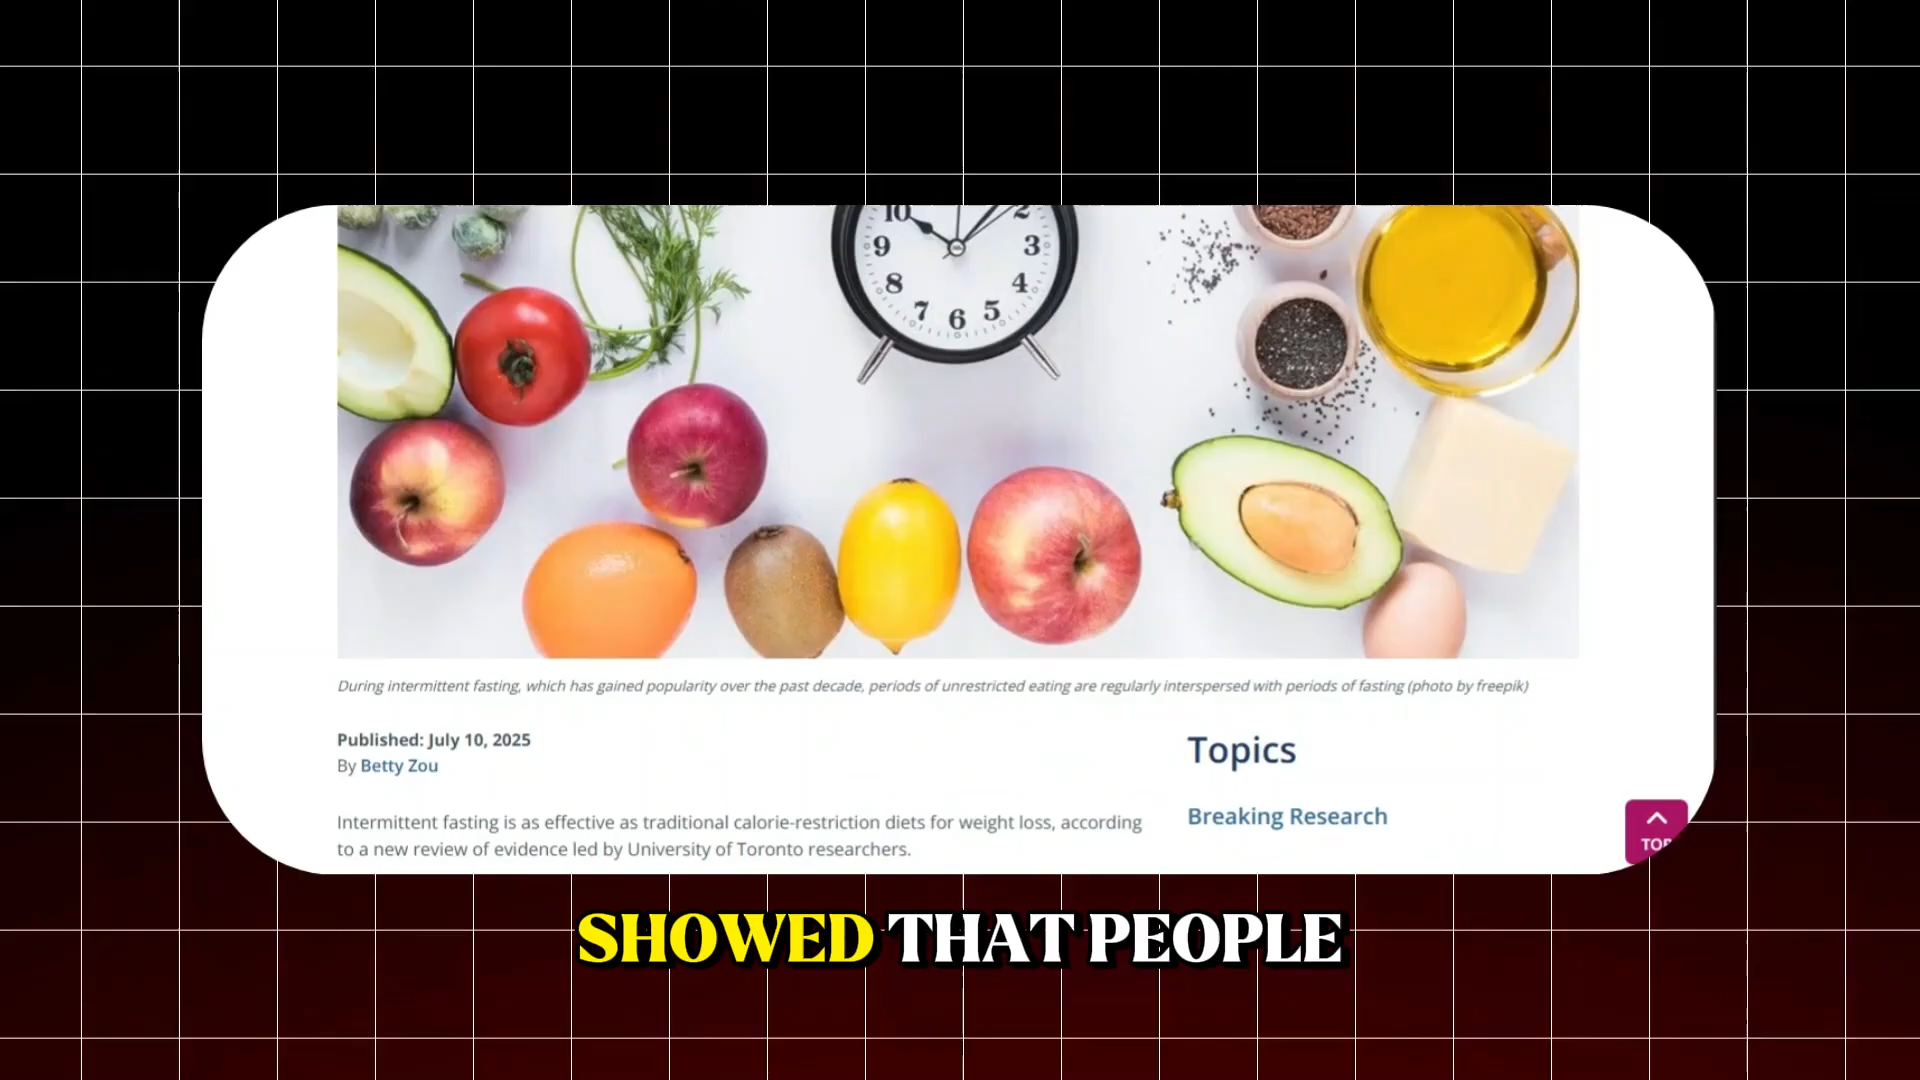 10
2
9
3
8
4
7
6
5
During intermittent fasting, which has gained popularity over the past decade, periods of unrestricted eating are regularly interspersed with periods of fasting (photo by freepik)
Published: July 10, 2025
By Betty Zou
Topics
Breaking Research
Intermittent fasting is as effective as traditional calorie-restriction diets for weight loss, according
to a new review of evidence led by University of Toronto researchers.
TOP
SHOWED THAT PEOPLE